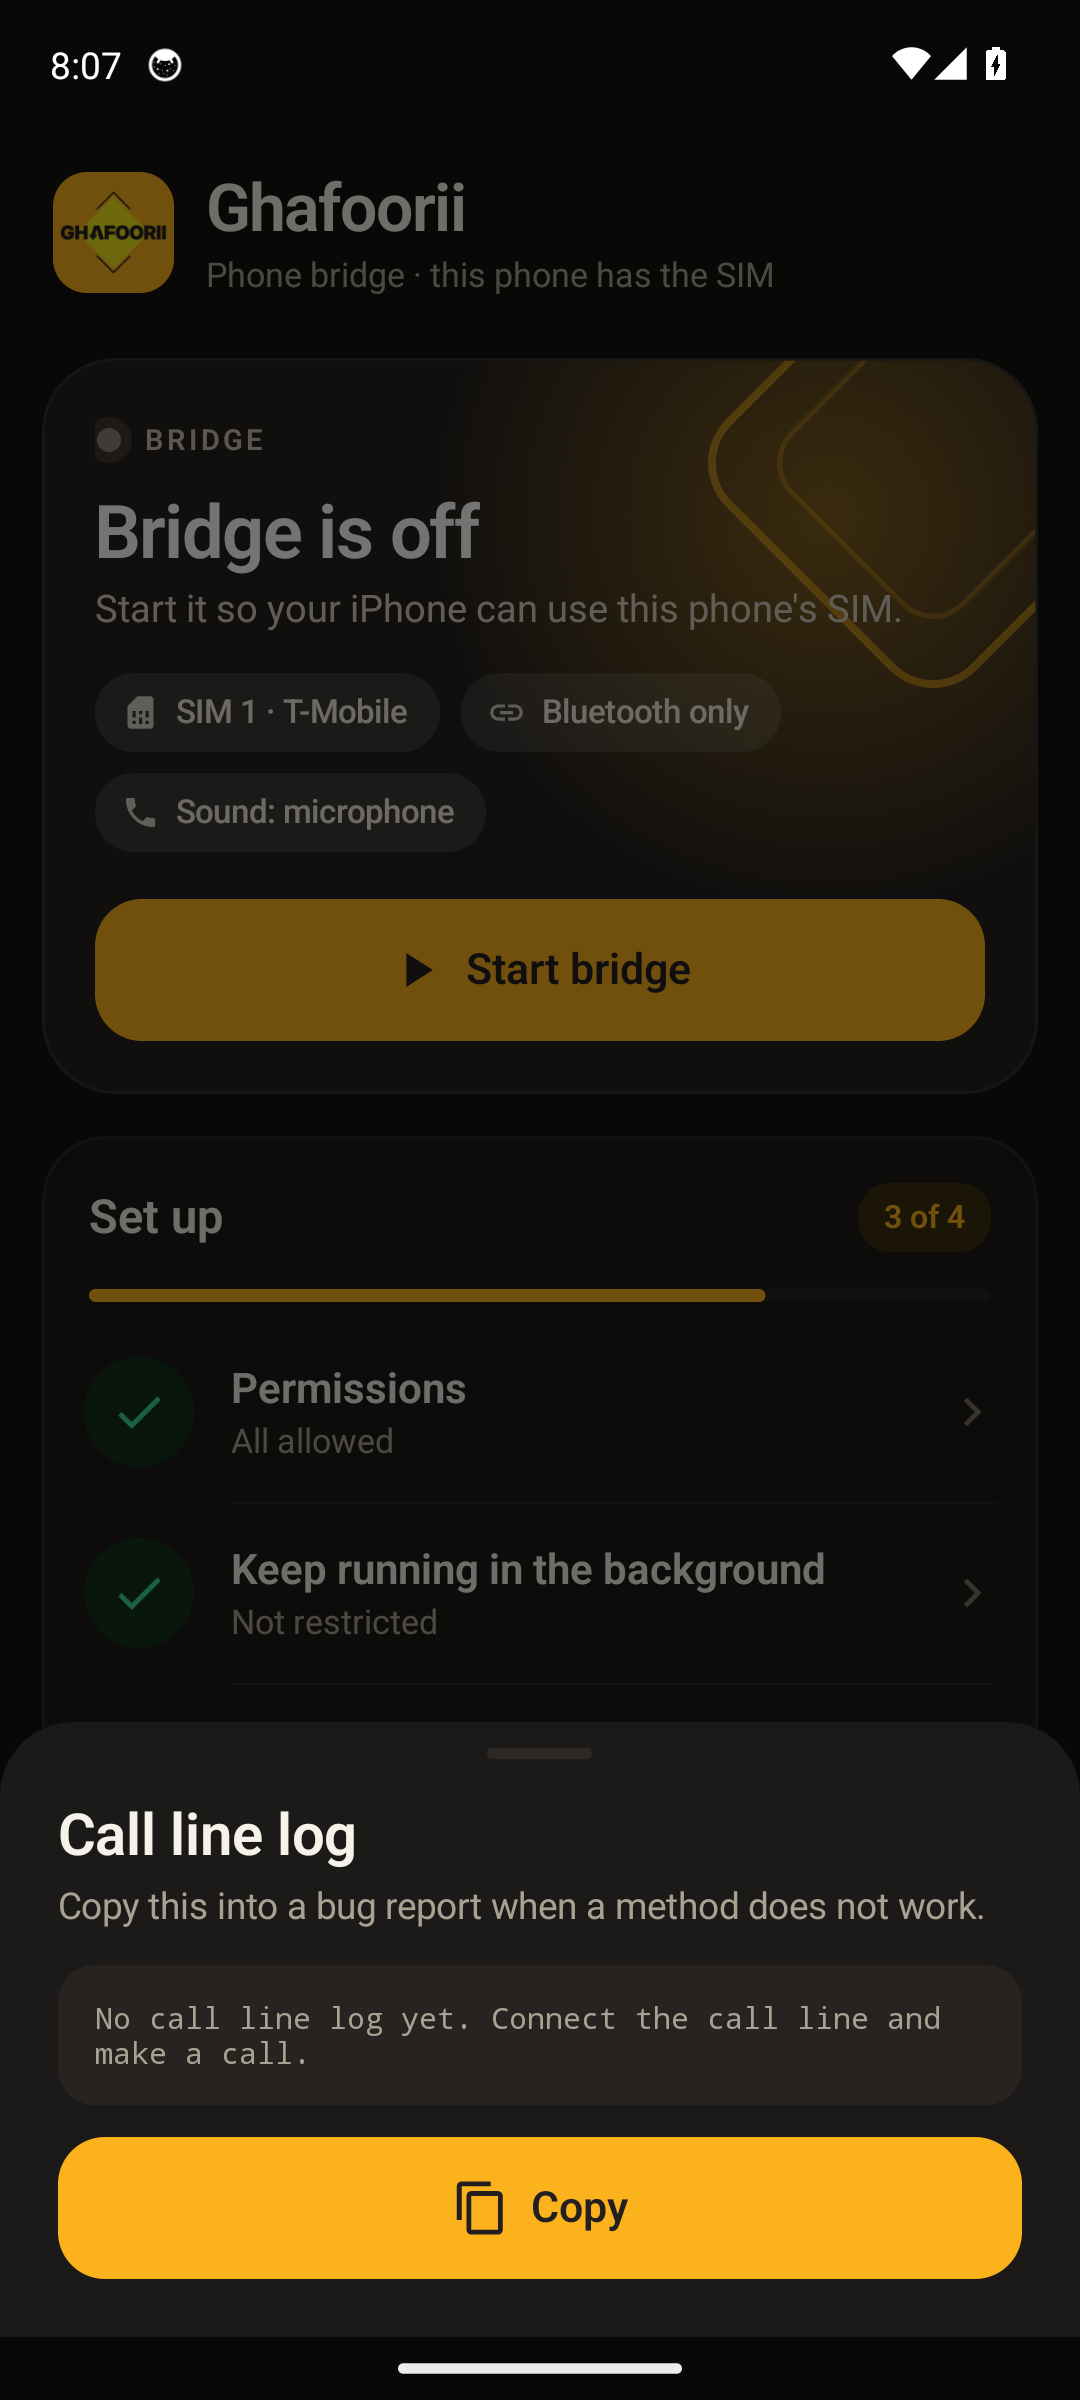 8:07
GHAFOORII
Ghafoorii
Phone bridge · this phone has the SIM
BRIDGE
Bridge is off
Start it so your iPhone can use this phone's SIM.
SIM 1 · T-Mobile
Bluetooth only
Sound: microphone
Start bridge
Set up
3 of 4
Permissions
All allowed
Keep running in the background
Not restricted
Call line log
Copy this into a bug report when a method does not work.
No call line log yet. Connect the call line and
make a call.
Copy